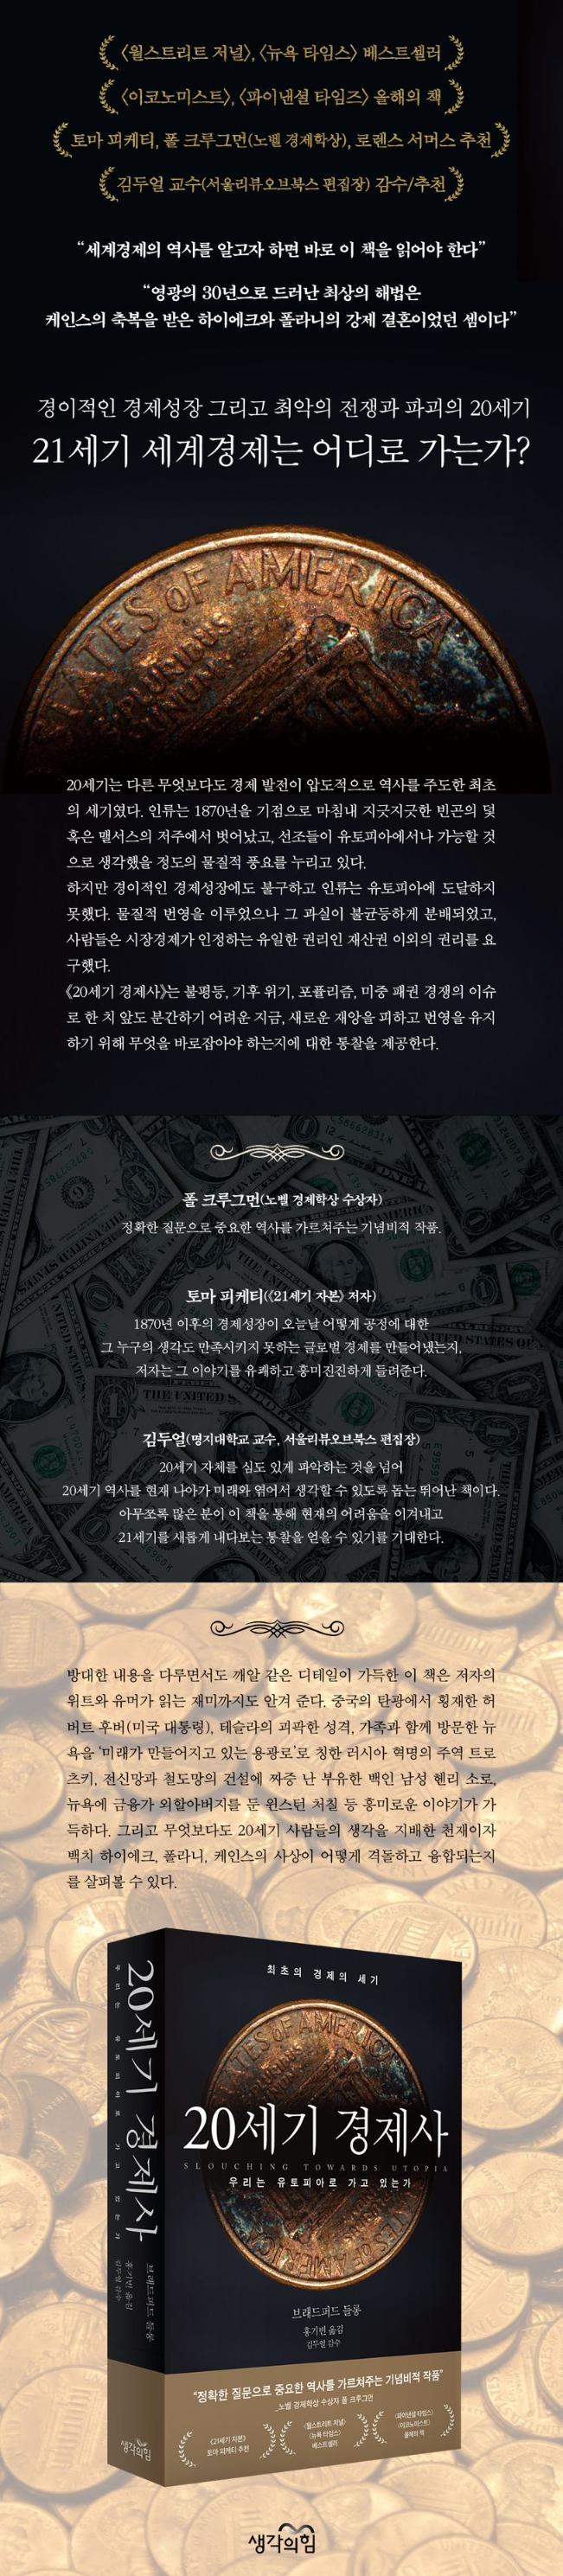 〈월스트리트 저널〉, 〈뉴욕 타임스〉 베스트셀러
〈이코노미스트〉, 〈파이낸셜 타임즈〉 올해의 책
토마 피케티, 폴 크루그먼(노벨 경제학상), 로렌스 서머스 추천
김두얼 교수(서울리뷰오브북스 편집장) 감수/추천
“세계경제의 역사를 알고자 하면 바로 이 책을 읽어야 한다”
“영광의 30년으로 드러난 최상의 해법은
케인스의 축복을 받은 하이에크와 폴라니의 강제 결혼이었던 셈이다”
경이적인 경제성장 그리고 최악의 전쟁과 파괴의 20세기
21세기 세계경제는 어디로 가는가?
TATES OF AMERICA
PLURIBUS
UNUM
20세기는 다른 무엇보다도 경제 발전이 압도적으로 역사를 주도한 최초
의 세기였다. 인류는 1870년을 기점으로 마침내 지긋지긋한 빈곤의 덫
혹은 맬서스의 저주에서 벗어났고, 선조들이 유토피아에서나 가능할 것
으로 생각했을 정도의 물질적 풍요를 누리고 있다.
하지만 경이적인 경제성장에도 불구하고 인류는 유토피아에 도달하지
못했다. 물질적 번영을 이루었으나 그 과실이 불균등하게 분배되었고,
사람들은 시장경제가 인정하는 유일한 권리인 재산권 이외의 권리를 요
구했다.
《20세기 경제사》는 불평등, 기후 위기, 포퓰리즘, 미중 패권 경쟁의 이슈
로 한 치 앞도 분간하기 어려운 지금, 새로운 재앙을 피하고 번영을 유지
하기 위해 무엇을 바로잡아야 하는지에 대한 통찰을 제공한다.
폴 크루그먼(노벨 경제학상 수상자)
정확한 질문으로 중요한 역사를 가르쳐주는 기념비적 작품.
토마 피케티(《21세기 자본》 저자)
1870년 이후의 경제성장이 오늘날 어떻게 공정에 대한
그 누구의 생각도 만족시키지 못하는 글로벌 경제를 만들어냈는지,
저자는 그 이야기를 유쾌하고 흥미진진하게 들려준다.
김두얼(명지대학교 교수, 서울리뷰오브북스 편집장)
20세기 자체를 심도 있게 파악하는 것을 넘어
20세기 역사를 현재 나아가 미래와 엮어서 생각할 수 있도록 돕는 뛰어난 책이다.
아무쪼록 많은 분이 이 책을 통해 현재의 어려움을 이겨내고
21세기를 새롭게 내다보는 통찰을 얻을 수 있기를 기대한다.
방대한 내용을 다루면서도 깨알 같은 디테일이 가득한 이 책은 저자의
위트와 유머가 읽는 재미까지도 안겨 준다. 중국의 탄광에서 횡재한 허
버트 후버(미국 대통령), 테슬라의 괴팍한 성격, 가족과 함께 방문한 뉴
욕을 ‘미래가 만들어지고 있는 용광로’로 칭한 러시아 혁명의 주역 트로
츠키, 전신망과 철도망의 건설에 짜증 난 부유한 백인 남성 헨리 소로,
뉴욕에 금융가 외할아버지를 둔 윈스턴 처칠 등 흥미로운 이야기가 가
득하다. 그리고 무엇보다도 20세기 사람들의 생각을 지배한 천재이자
백치 하이에크, 폴라니, 케인스의 사상이 어떻게 격돌하고 융합되는지
를 살펴볼 수 있다.
최초의 경제의 세기
20세기 경제사
SLOUCHING TOWARDS UTOPIA
우리는 유토피아로 가고 있는가
브래드퍼드 들롱
홍기빈 옮김
김두얼 감수
“정확한 질문으로 중요한 역사를 가르쳐주는 기념비적 작품”
_노벨 경제학상 수상자 폴 크루그먼
《21세기 자본》
토마 피케티 추천
〈월스트리트 저널〉
〈뉴욕 타임스〉
베스트셀러
〈파이낸셜 타임스〉
〈이코노미스트〉
올해의 책
20세기 경제사
우리는 유토피아로 가고 있는가
브래드퍼드 들롱
홍기빈 옮김
김두얼 감수
생각의힘
생각의힘